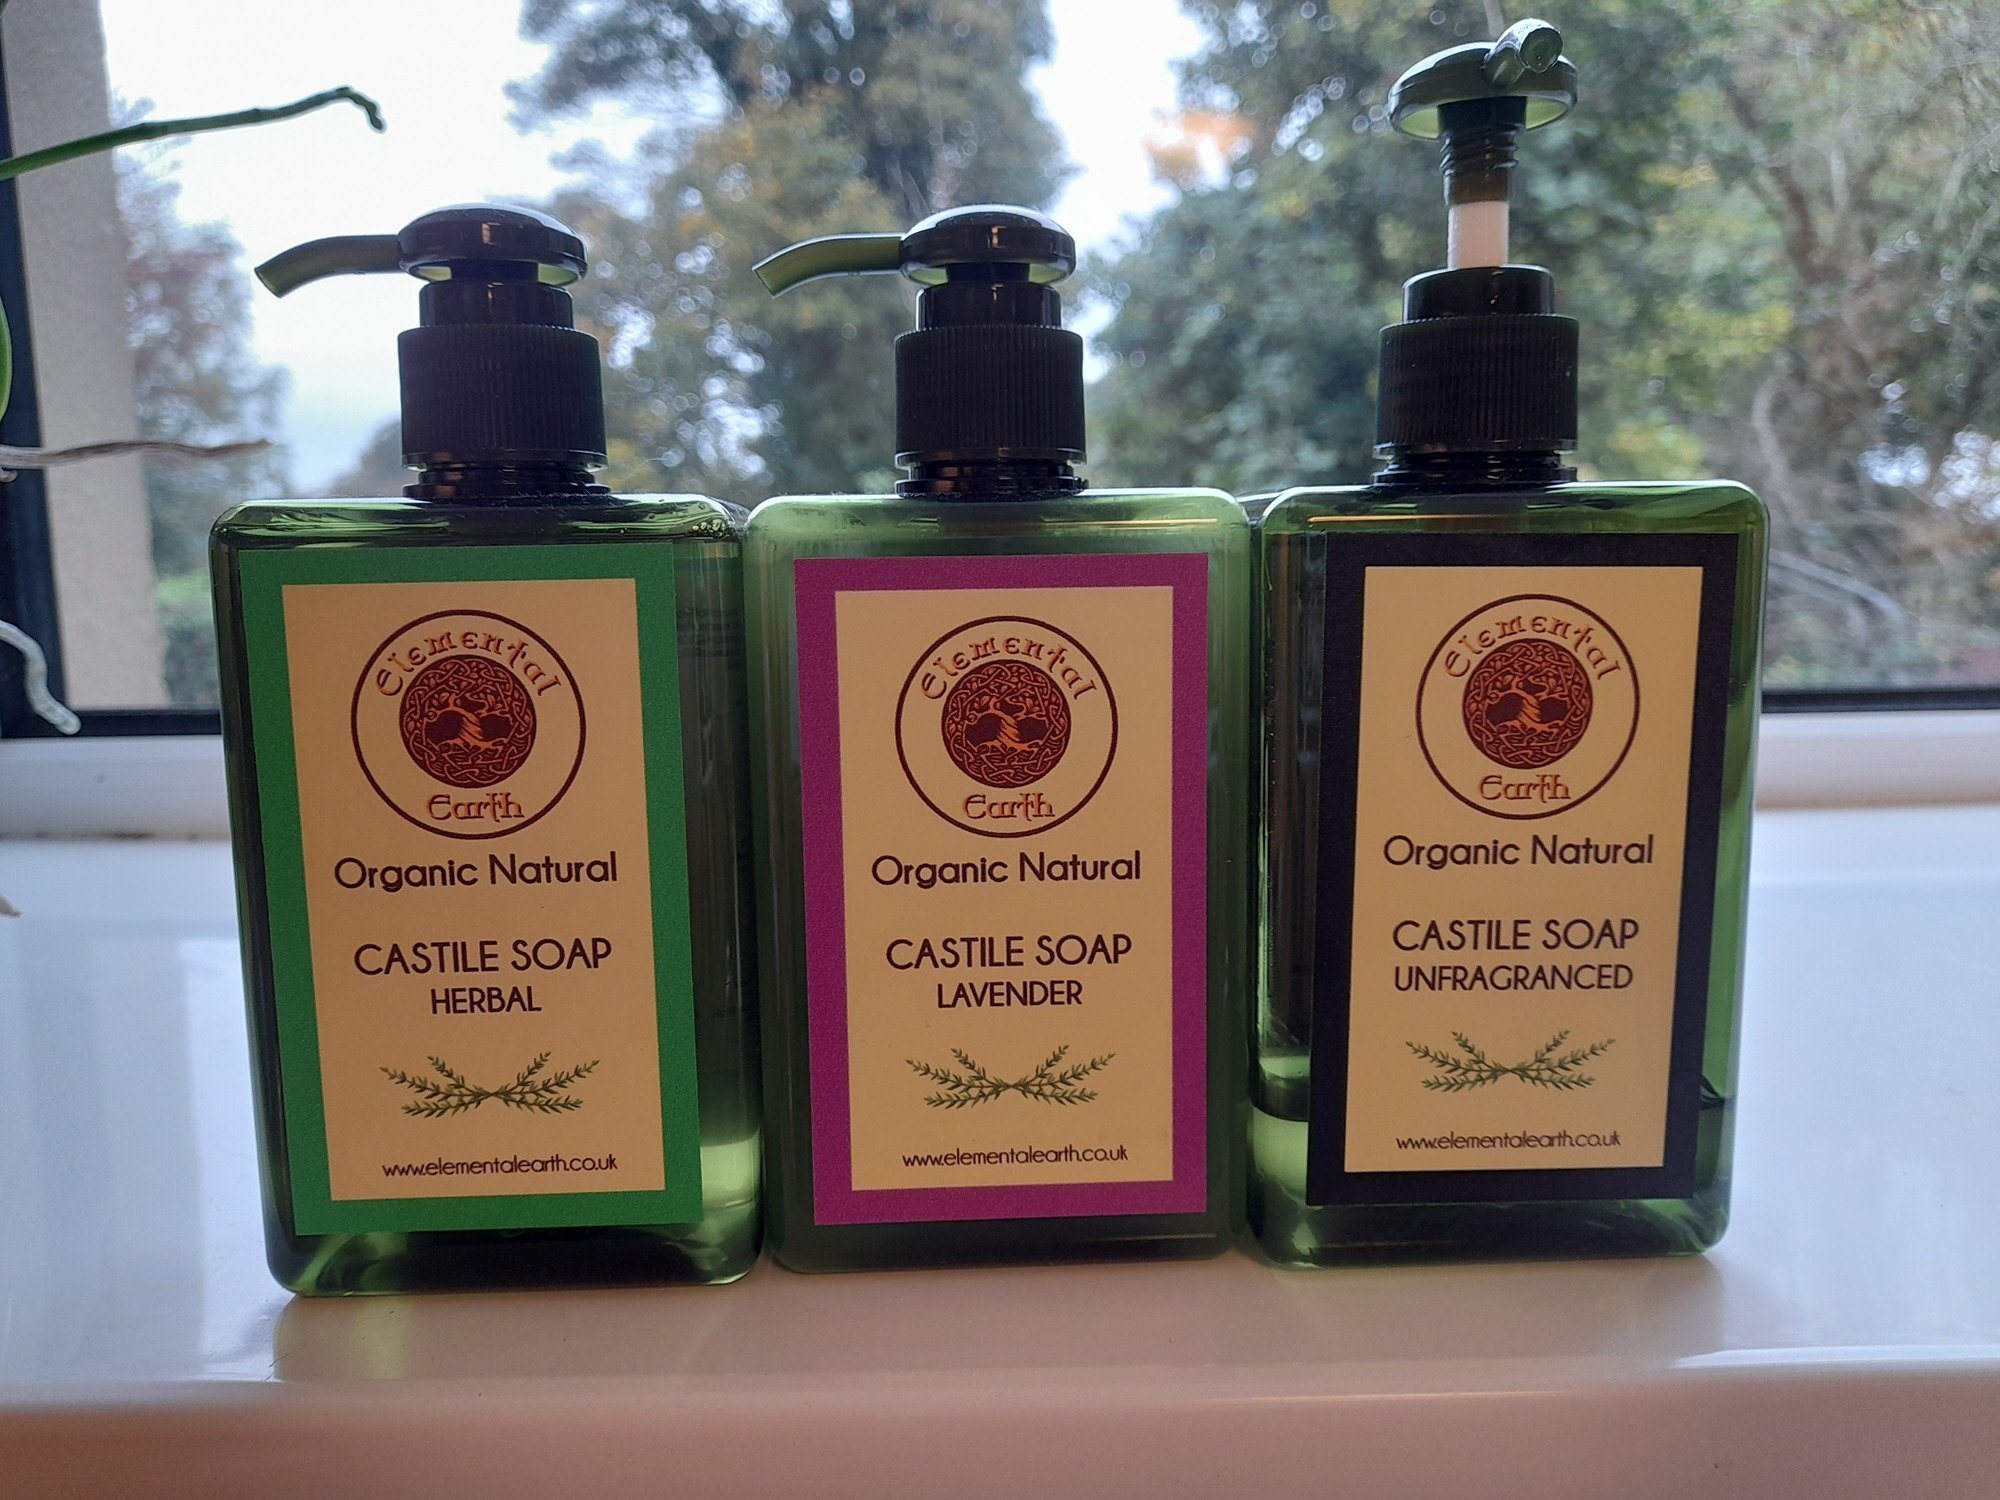 Elemental
Earth
Organic Natural
CASTILE SOAP
HERBAL
www.elementalearth.co.uk
Elemental
Earth
Organic Natural
CASTILE SOAP
LAVENDER
www.elementalearth.co.uk
Elemental
Earth
Organic Natural
CASTILE SOAP
UNFRAGRANCED
www.elementalearth.co.uk